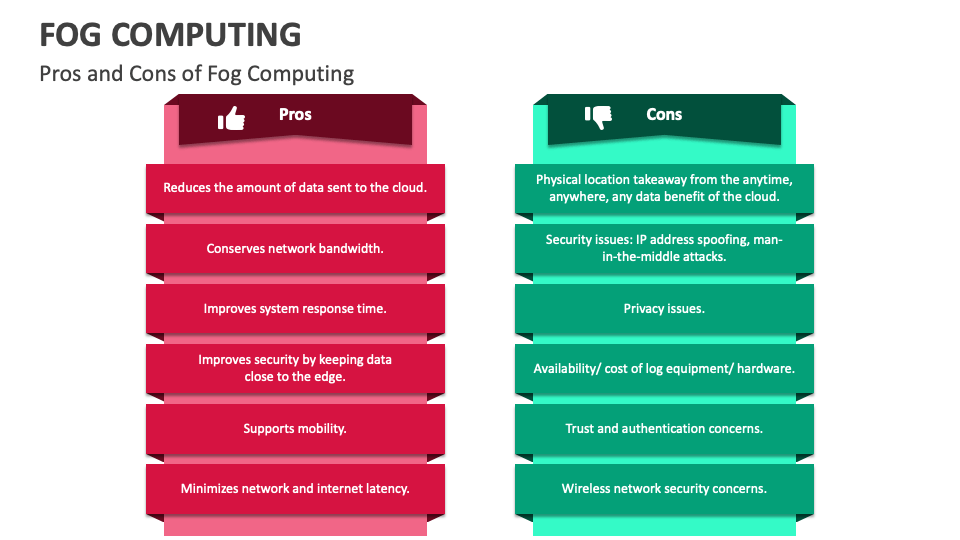 FOG COMPUTING
Pros and Cons of Fog Computing
Pros
Reduces the amount of data sent to the cloud.
Conserves network bandwidth.
Improves system response time.
Improves security by keeping data
close to the edge.
Supports mobility.
Minimizes network and internet latency.
Cons
Physical location takeaway from the anytime,
anywhere, any data benefit of the cloud.
Security issues: IP address spoofing, man-
in-the-middle attacks.
Privacy issues.
Availability/ cost of log equipment/ hardware.
Trust and authentication concerns.
Wireless network security concerns.